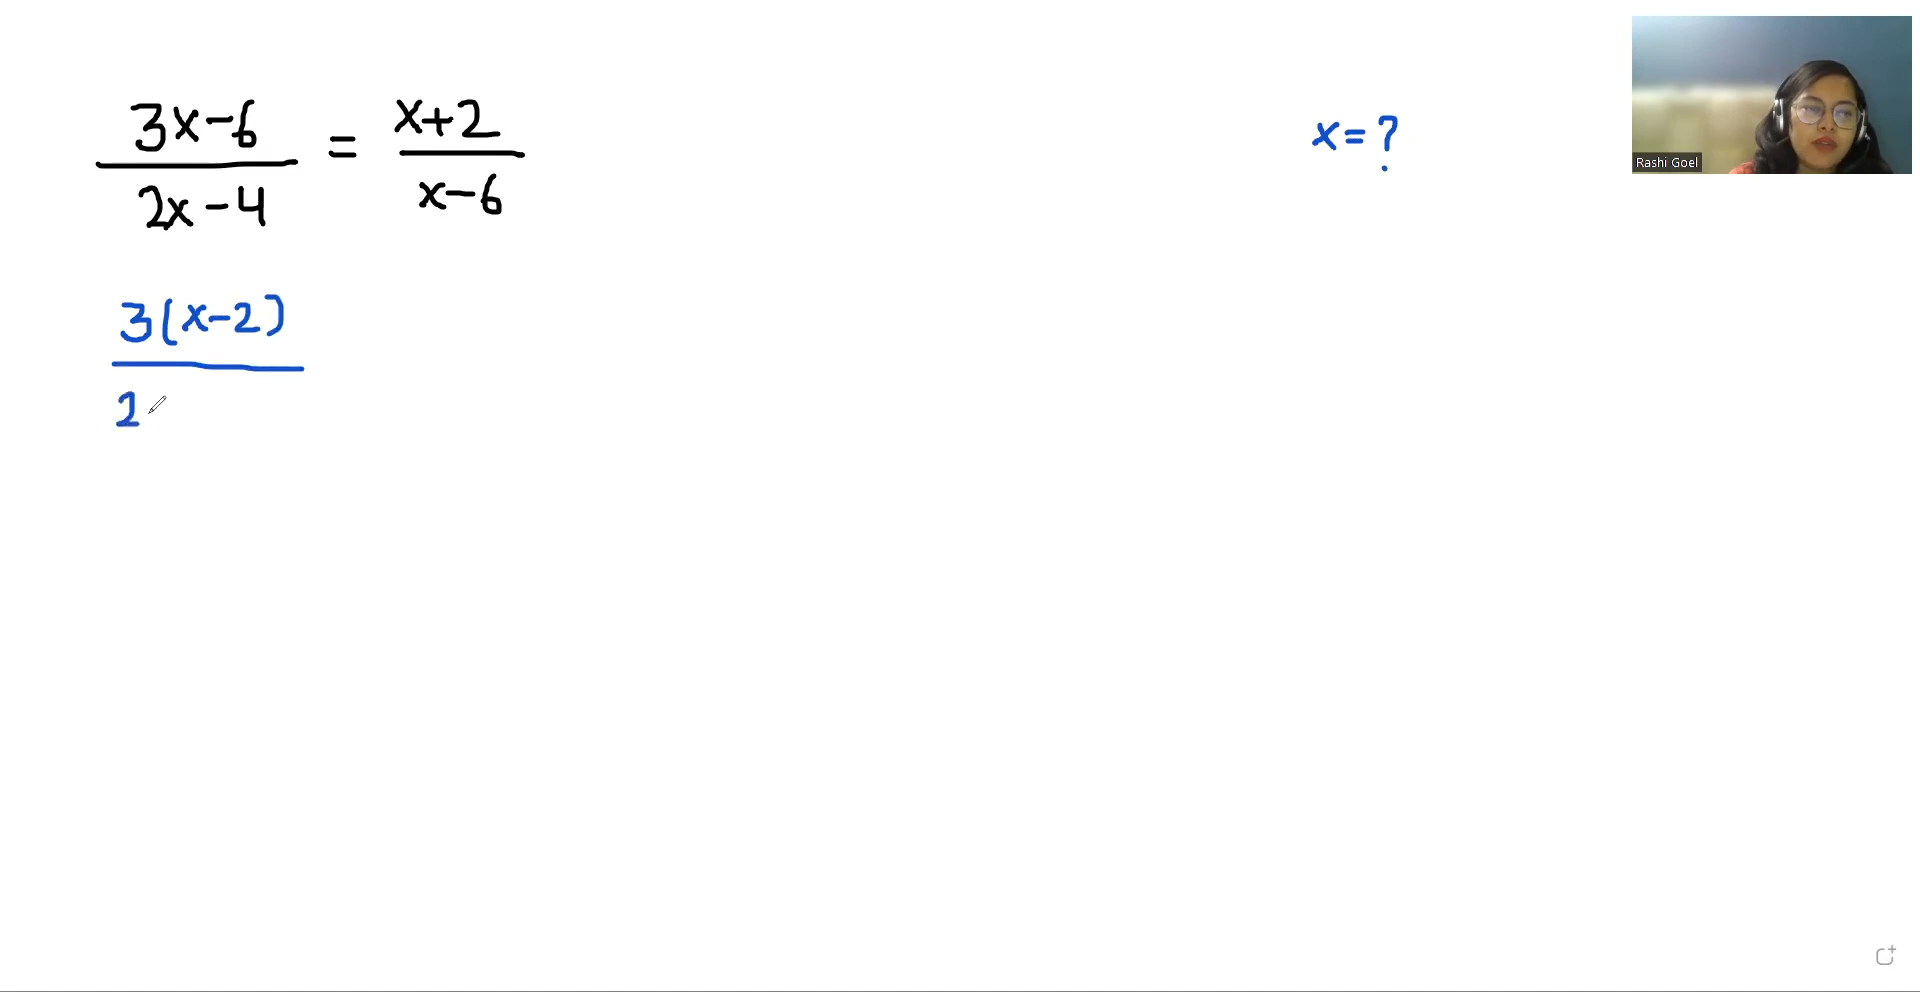 3x-6 = x+2
2x-4 x-6
x=?
Rashi Goel
3(x-2)
2